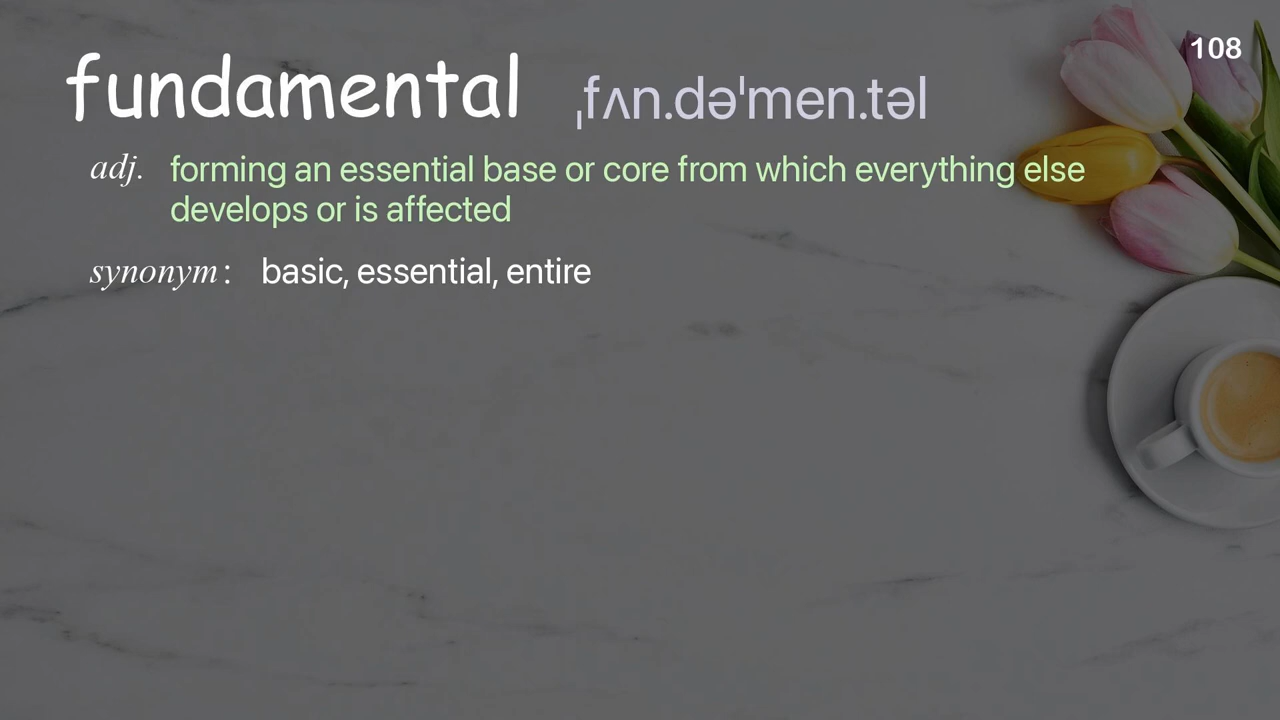 108
fundamental ˌfʌn.dəˈmen.təl
adj. forming an essential base or core from which everything else
develops or is affected
synonym : basic, essential, entire